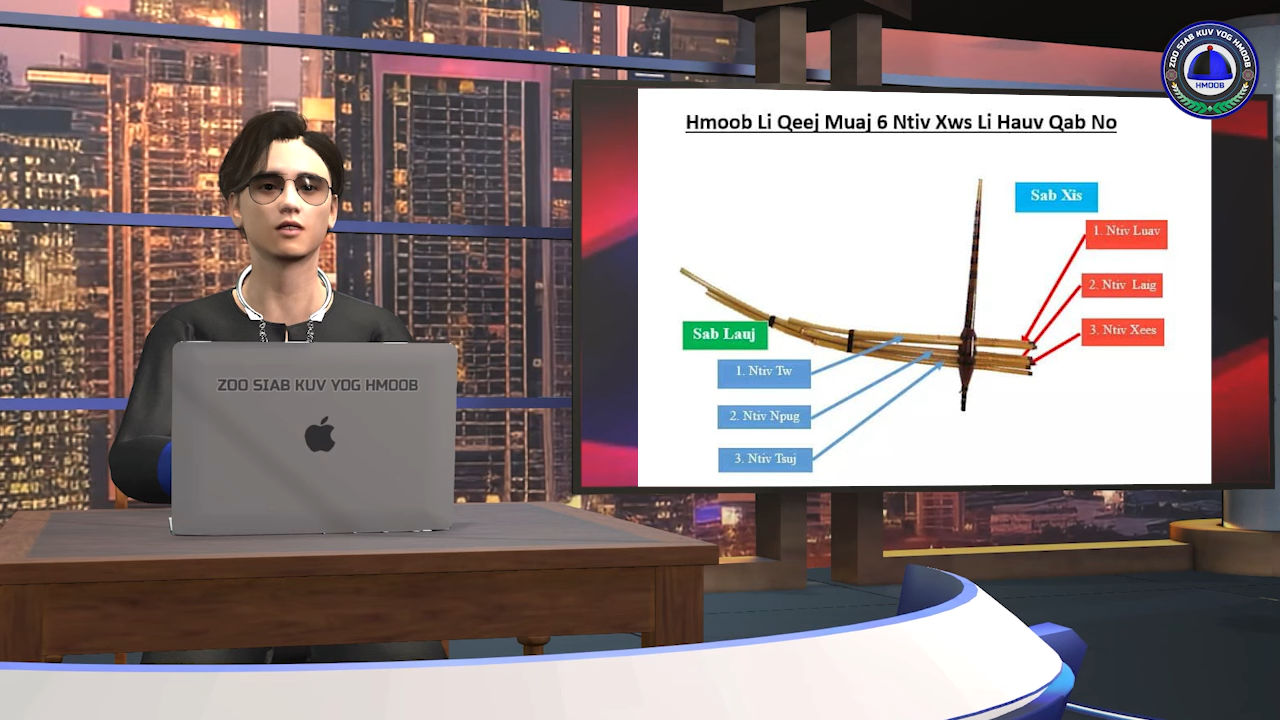 ZOO SIAB KUV YOG HMOOB
HMOOB
Hmoob Li Qeej Muaj 6 Ntiv Xws Li Hauv Qab No
Sab Xis
1. Ntiv Luav
2. Ntiv Laig
3. Ntiv Xees
Sab Lauj
1. Ntiv Tw
2. Ntiv Npug
3. Ntiv Tsuj
ZOO SIAB KUV YOG HMOOB